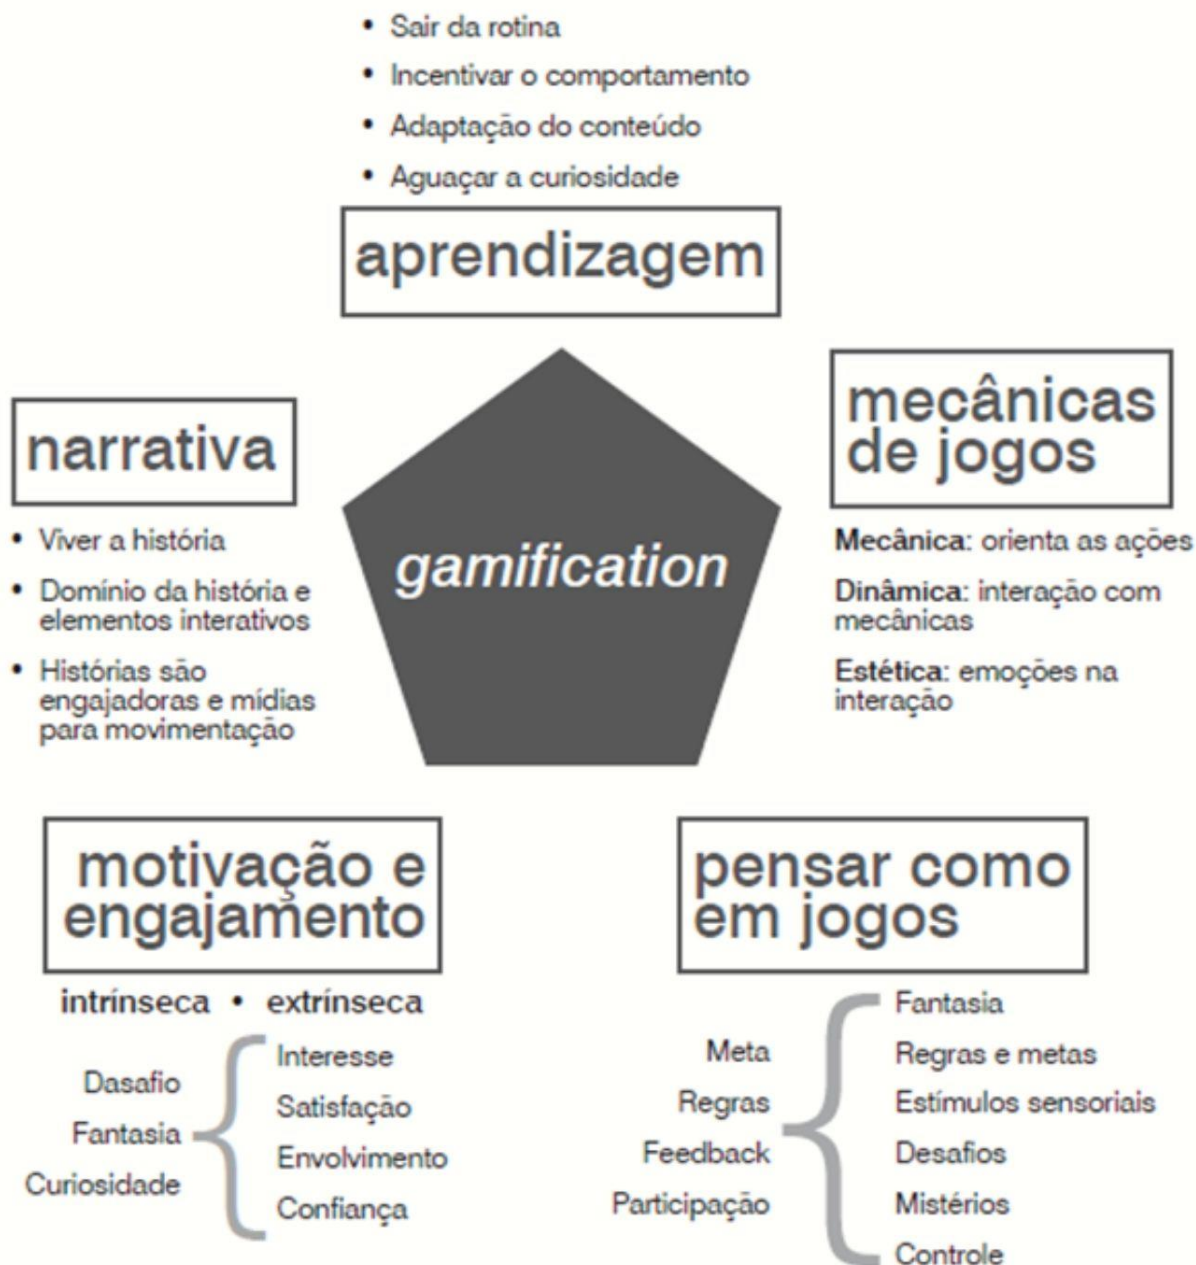 • Sair da rotina
• Incentivar o comportamento
• Adaptação do conteúdo
• Aguaçar a curiosidade
aprendizagem
narrativa
• Viver a história
• Domínio da história e
elementos interativos
• Histórias são
engajadoras e mídias
para movimentação
gamification
mecânicas
de jogos
Mecânica: orienta as ações
Dinâmica: interação com
mecânicas
Estética: emoções na
interação
motivação e
engajamento
intrínseca • extrínseca
Dasafio
Fantasia
Curiosidade
Interesse
Satisfação
Envolvimento
Confiança
pensar como
em jogos
Meta
Regras
Feedback
Participação
Fantasia
Regras e metas
Estímulos sensoriais
Desafios
Mistérios
Controle